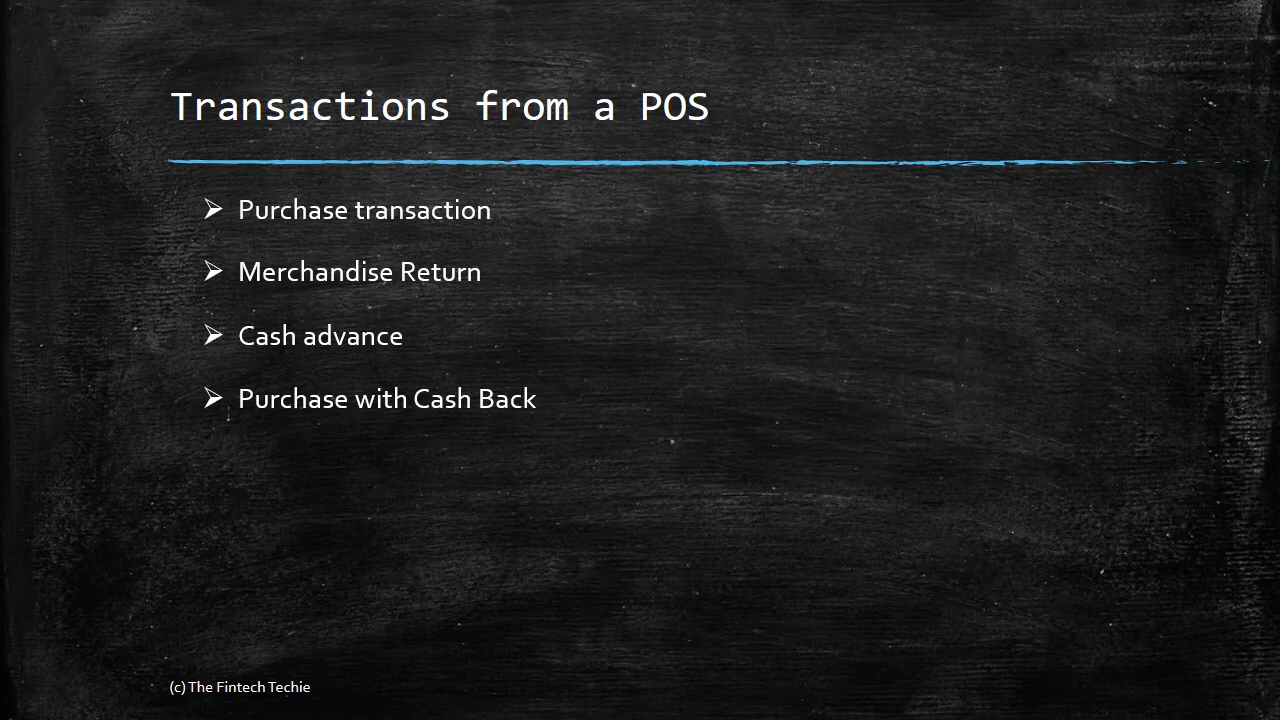 Transactions from a POS
➢ Purchase transaction
➢ Merchandise Return
➢ Cash advance
➢ Purchase with Cash Back
(c) The Fintech Techie